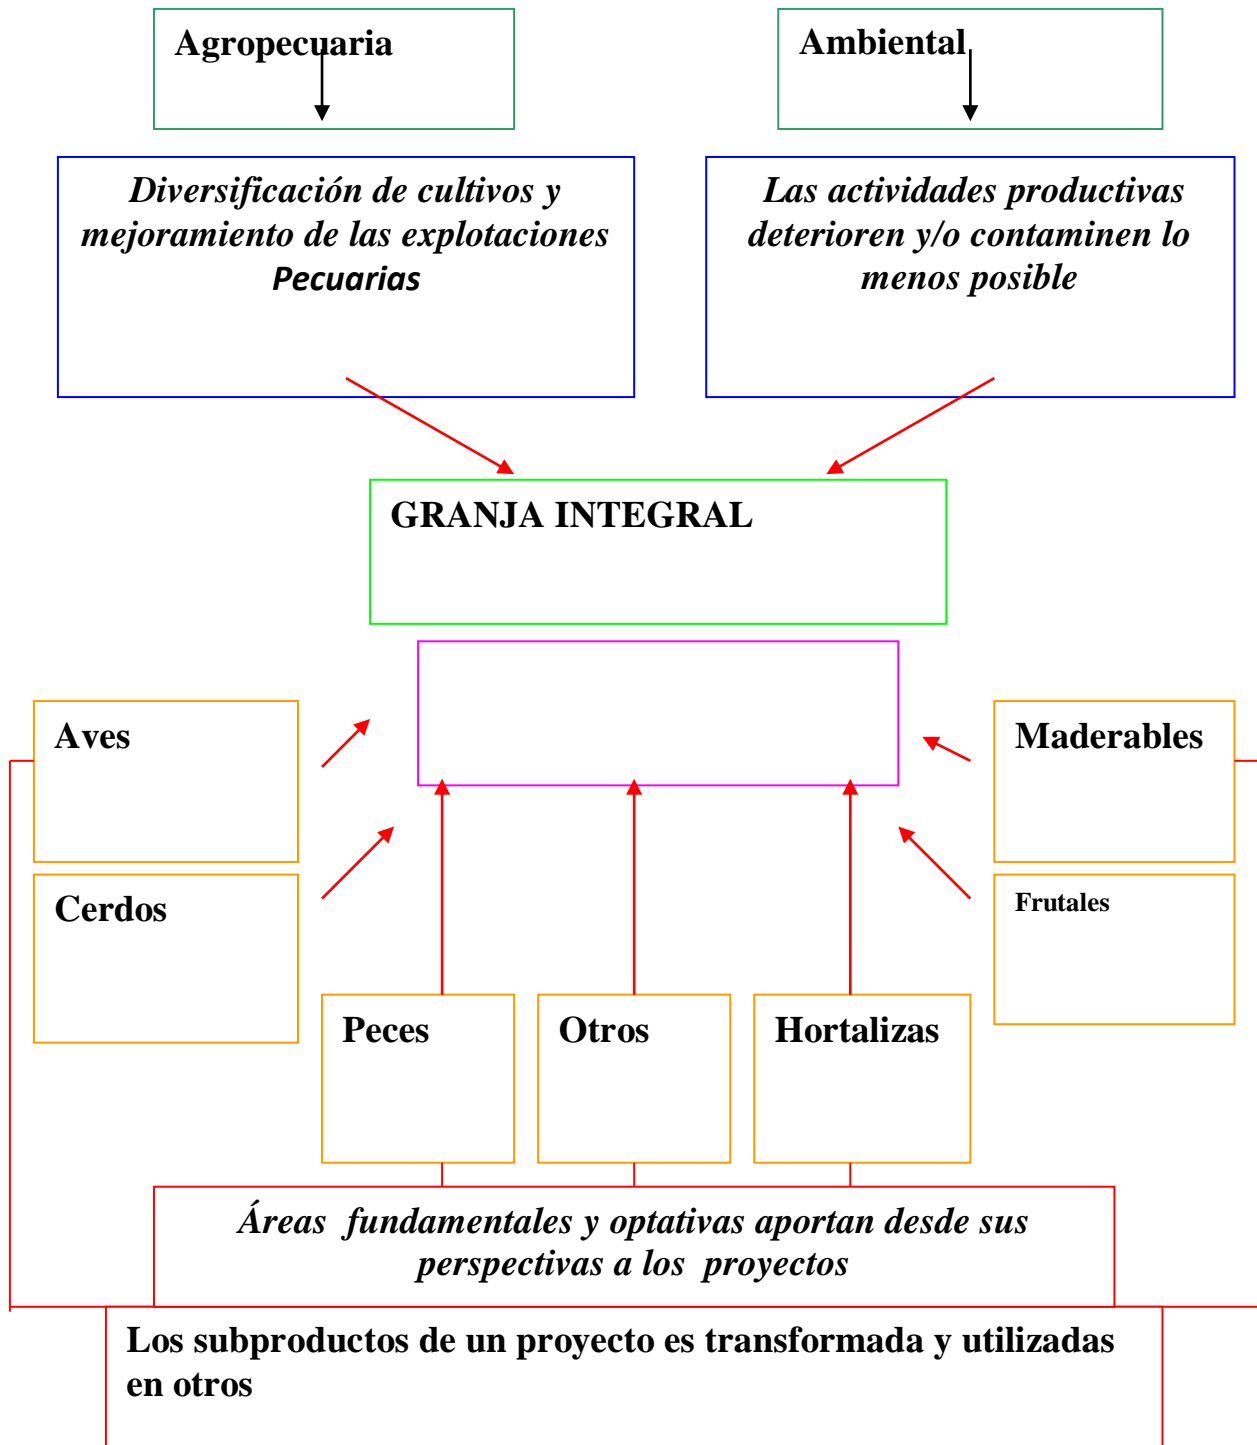 Agropecuaria
Ambiental
Diversificación de cultivos y
mejoramiento de las explotaciones
Pecuarias
Las actividades productivas
deterioren y/o contaminen lo
menos posible
GRANJA INTEGRAL
Aves
Maderables
Cerdos
Frutales
Peces
Otros
Hortalizas
Áreas  fundamentales y optativas aportan desde sus
perspectivas a los  proyectos
Los subproductos de un proyecto es transformada y utilizadas
en otros